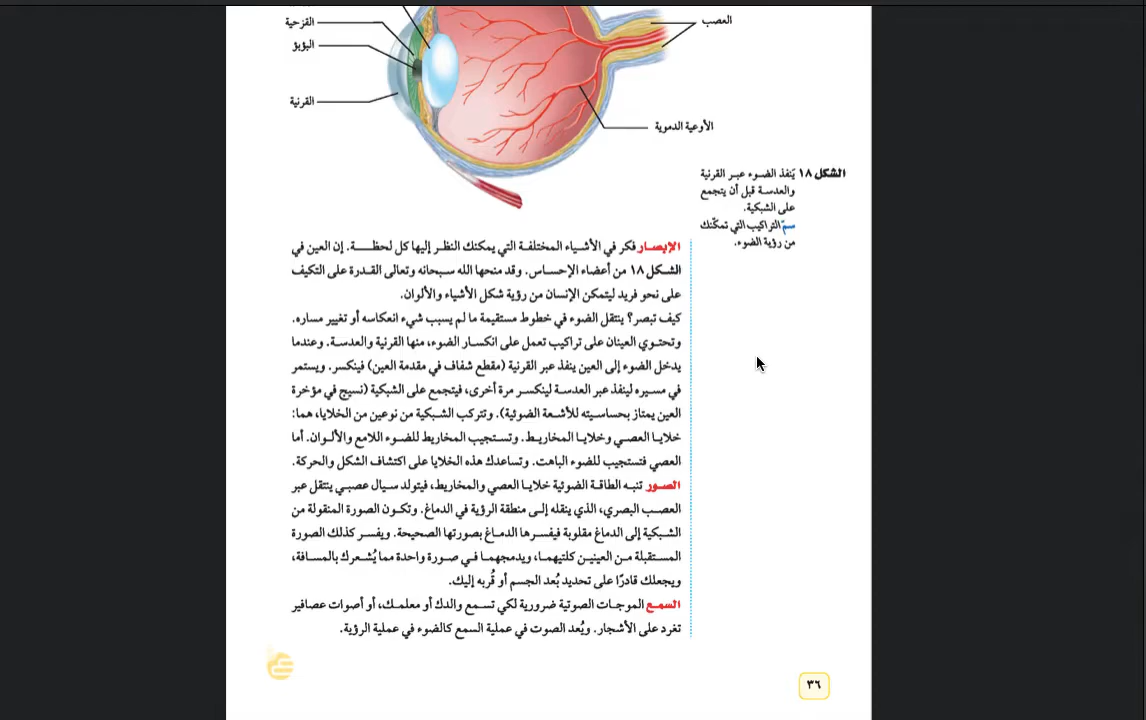 العصب
القزحية
البؤبؤ
القرنية
الأوعية الدموية
الشكل ١٨ يَنفذ الضوء عبر القرنية
والعدسة قبل أن يتجمع
على الشبكية.
سمِّ التراكيب التي تمكّنك
من رؤية الضوء.
الإبصار فكر في الأشياء المختلفة التي يمكنك النظر إليها كل لحظة. إن العين في
الشكل ١٨ من أعضاء الإحساس. وقد منحها الله سبحانه وتعالى القدرة على التكيف
على نحو فريد ليتمكن الإنسان من رؤية شكل الأشياء والألوان.
كيف تبصر؟ ينتقل الضوء في خطوط مستقيمة ما لم يسبب شيء انعكاسه أو تغيير مساره.
وتحتوي العينان على تراكيب تعمل على انكسار الضوء، منها القرنية والعدسة. وعندما
يدخل الضوء إلى العين ينفذ عبر القرنية (مقطع شفاف في مقدمة العين) فينكسر. ويستمر
في مسيره لينفذ عبر العدسة لينكسر مرة أخرى، فيتجمع على الشبكية (نسيج في مؤخرة
العين يمتاز بحساسيته للأشعة الضوئية). وتتركب الشبكية من نوعين من الخلايا، هما:
خلايا العصي وخلايا المخاريط. وتستجيب المخاريط للضوء اللامع والألوان. أما
العصي فتستجيب للضوء الباهت. وتساعدك هذه الخلايا على اكتشاف الشكل والحركة.
الصور تنبه الطاقة الضوئية خلايا العصي والمخاريط، فيتولد سيال عصبي ينتقل عبر
العصب البصري، الذي ينقله إلى منطقة الرؤية في الدماغ. وتكون الصورة المنقولة من
الشبكية إلى الدماغ مقلوبة فيفسرها الدماغ بصورتها الصحيحة. ويفسر كذلك الصورة
المستقبلة من العينين كلتيهما، ويدمجهما في صورة واحدة مما يُشعرك بالمسافة،
ويجعلك قادرًا على تحديد بُعد الجسم أو قُربه إليك.
السمع الموجات الصوتية ضرورية لكي تسمع والدك أو معلمك، أو أصوات عصافير
تغرد على الأشجار. ويُعد الصوت في عملية السمع كالضوء في عملية الرؤية.
٣٦